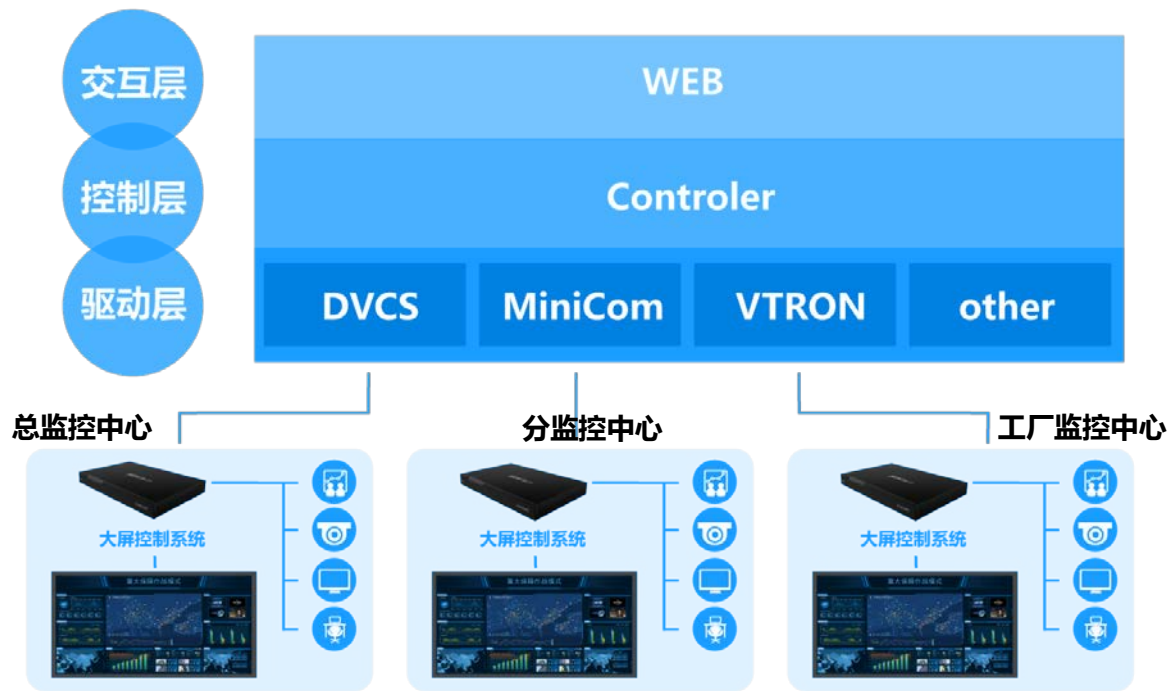 交互层
WEB
控制层
Controler
驱动层
DVCS
MiniCom
VTRON
other
总监控中心
分监控中心
工厂监控中心
大屏控制系统
大屏控制系统
大屏控制系统